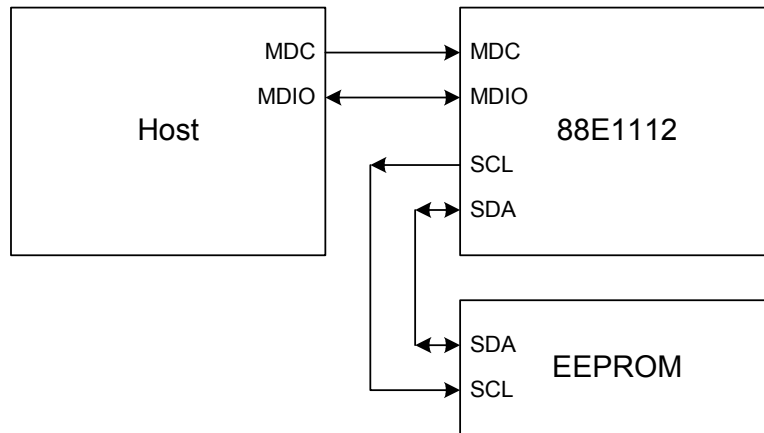 MDC
MDC
MDIO
MDIO
Host
88E1112
SCL
SDA
SDA
EEPROM
SCL